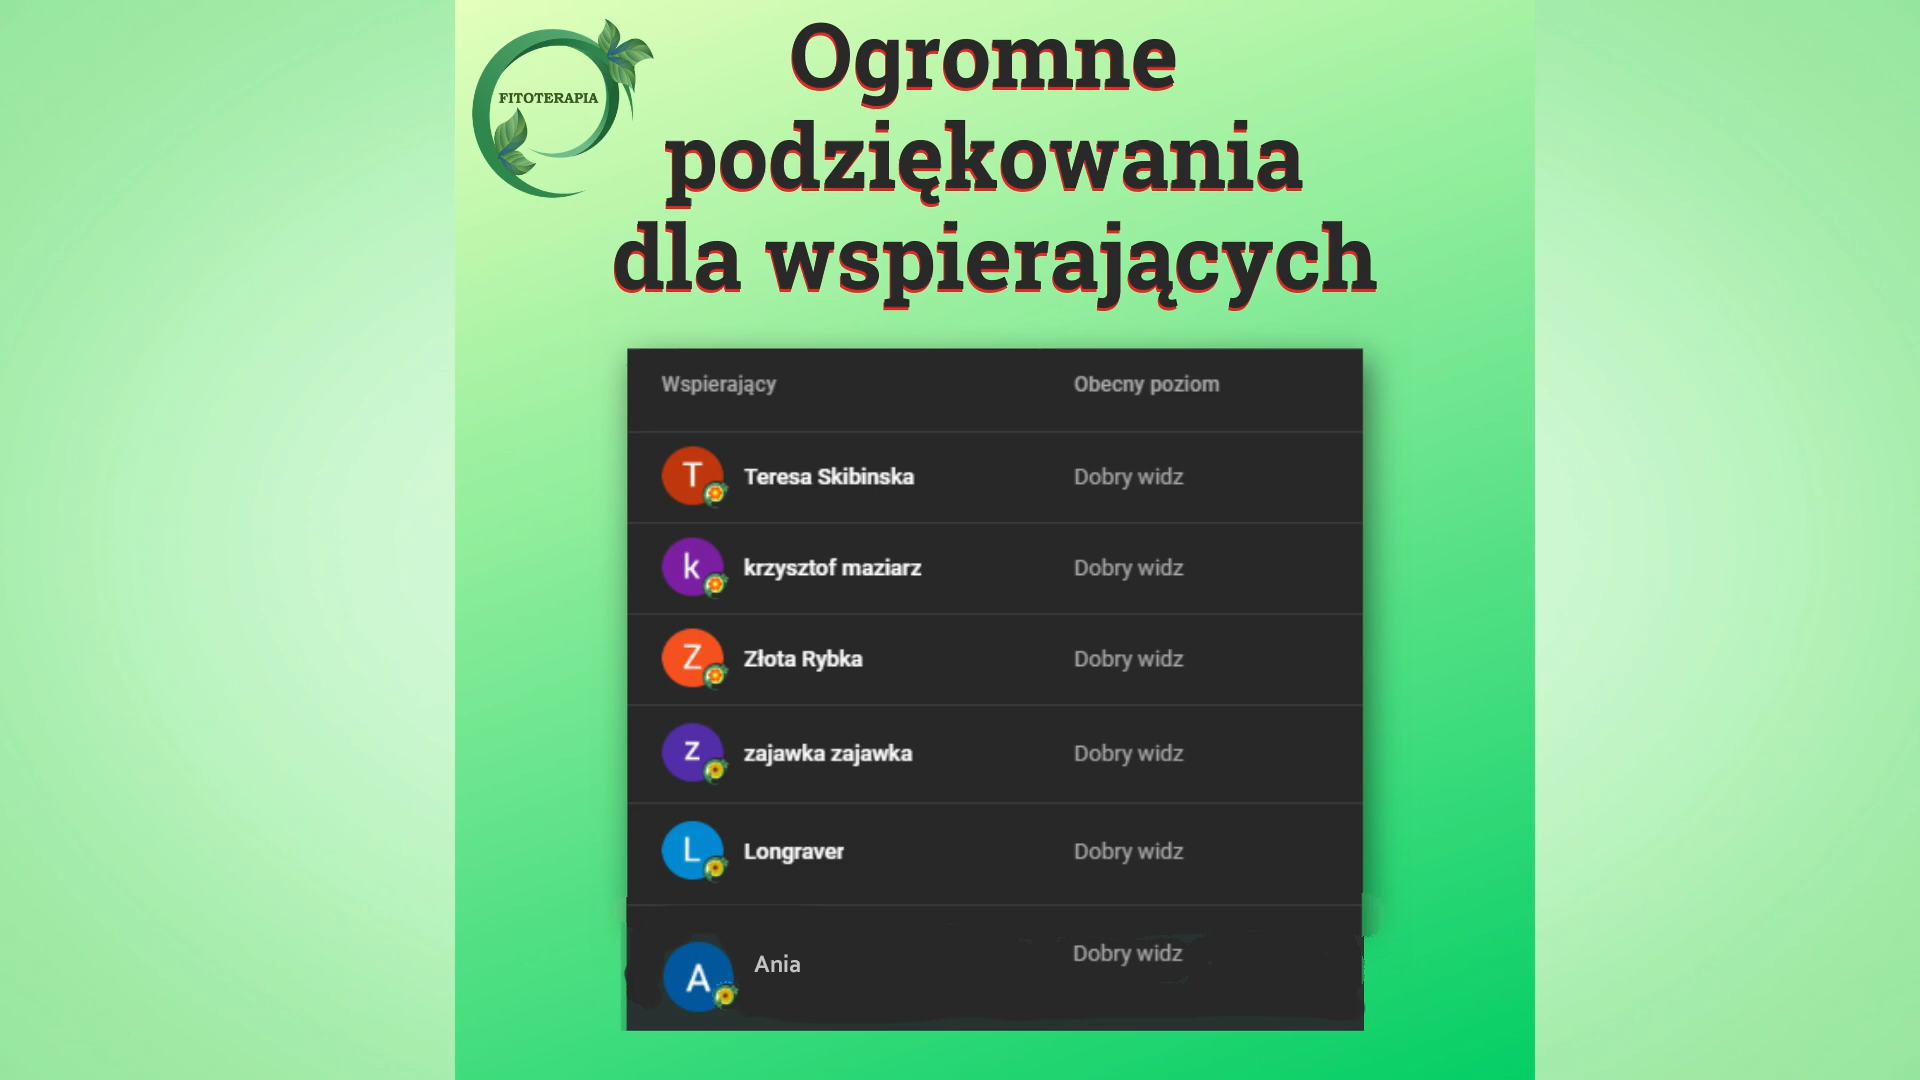 FITOTERAPIA
Ogromne
podziękowania
dla wspierających
Wspierający Obecny poziom
T Teresa Skibinska Dobry widz
k krzysztof maziarz Dobry widz
Z Złota Rybka Dobry widz
z zajawka zajawka Dobry widz
L Longraver Dobry widz
A Ania Dobry widz